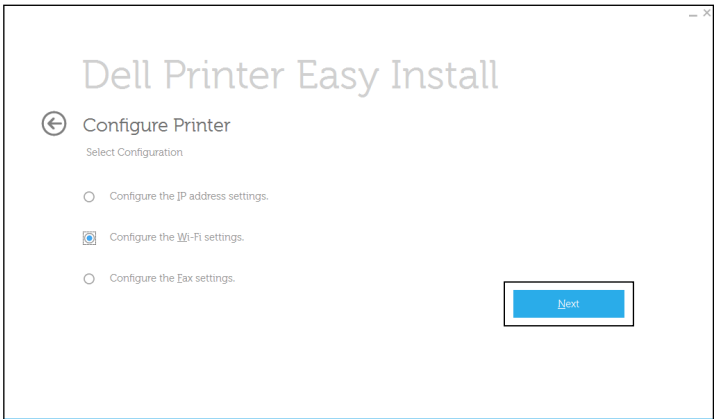 Dell Printer Easy Install
Configure Printer
Select Configuration
Configure the IP address settings.
Configure the Wi-Fi settings.
Configure the Fax settings.
Next